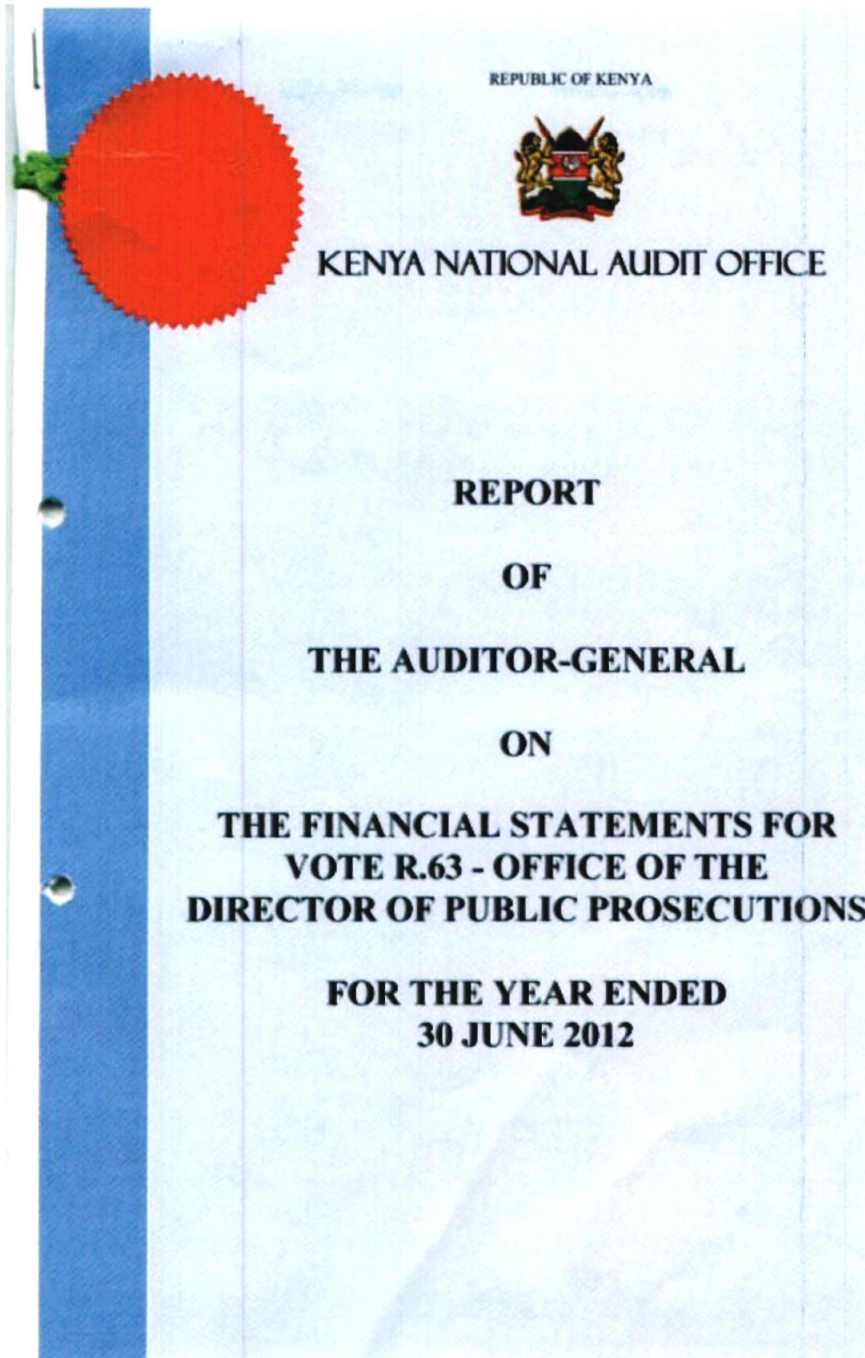 REPUBLIC OF KENYA
KENYA NATIONAL AUDIT OFFICE
REPORT
OF
THE AUDITOR-GENERAL
ON
THE FINANCIAL STATEMENTS FOR
VOTE R.63 - OFFICE OF THE
DIRECTOR OF PUBLIC PROSECUTIONS
FOR THE YEAR ENDED
30 JUNE 2012